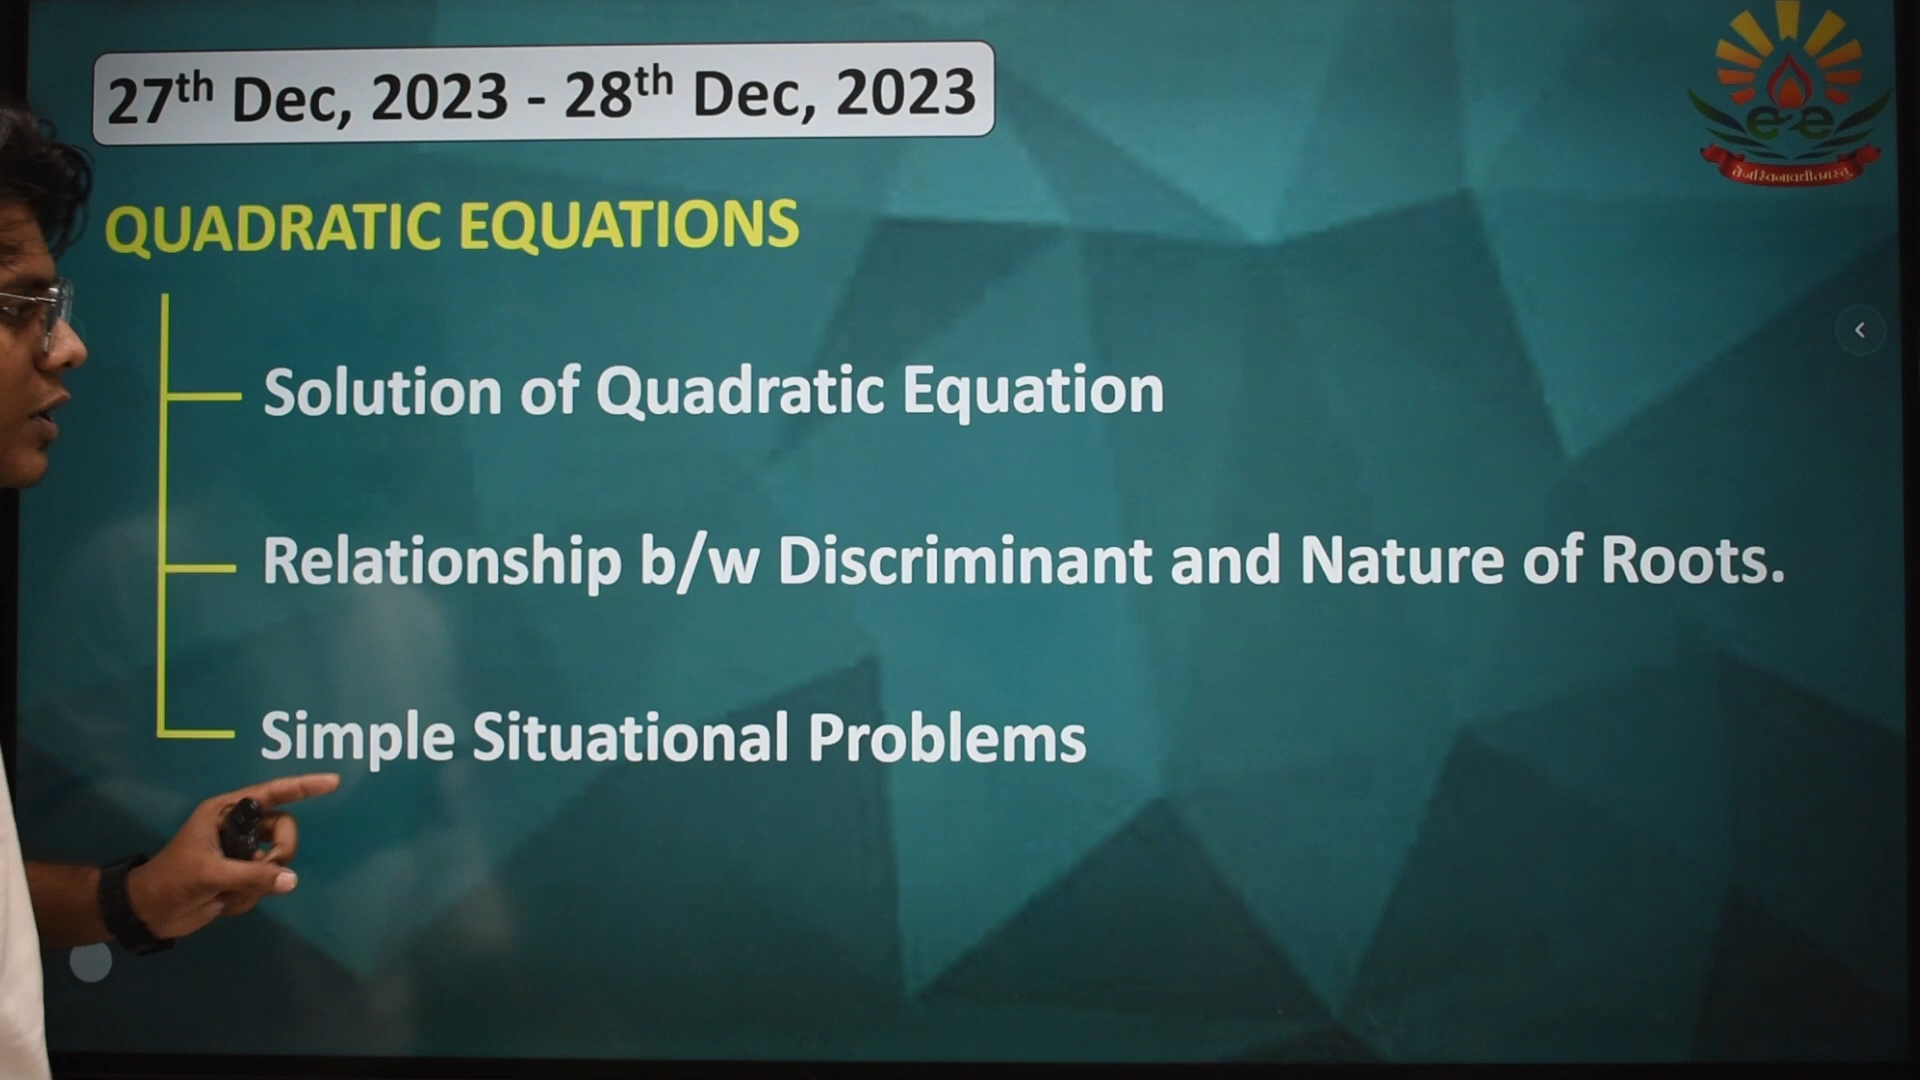 27th Dec, 2023 - 28th Dec, 2023
QUADRATIC EQUATIONS
Solution of Quadratic Equation
Relationship b/w Discriminant and Nature of Roots.
Simple Situational Problems